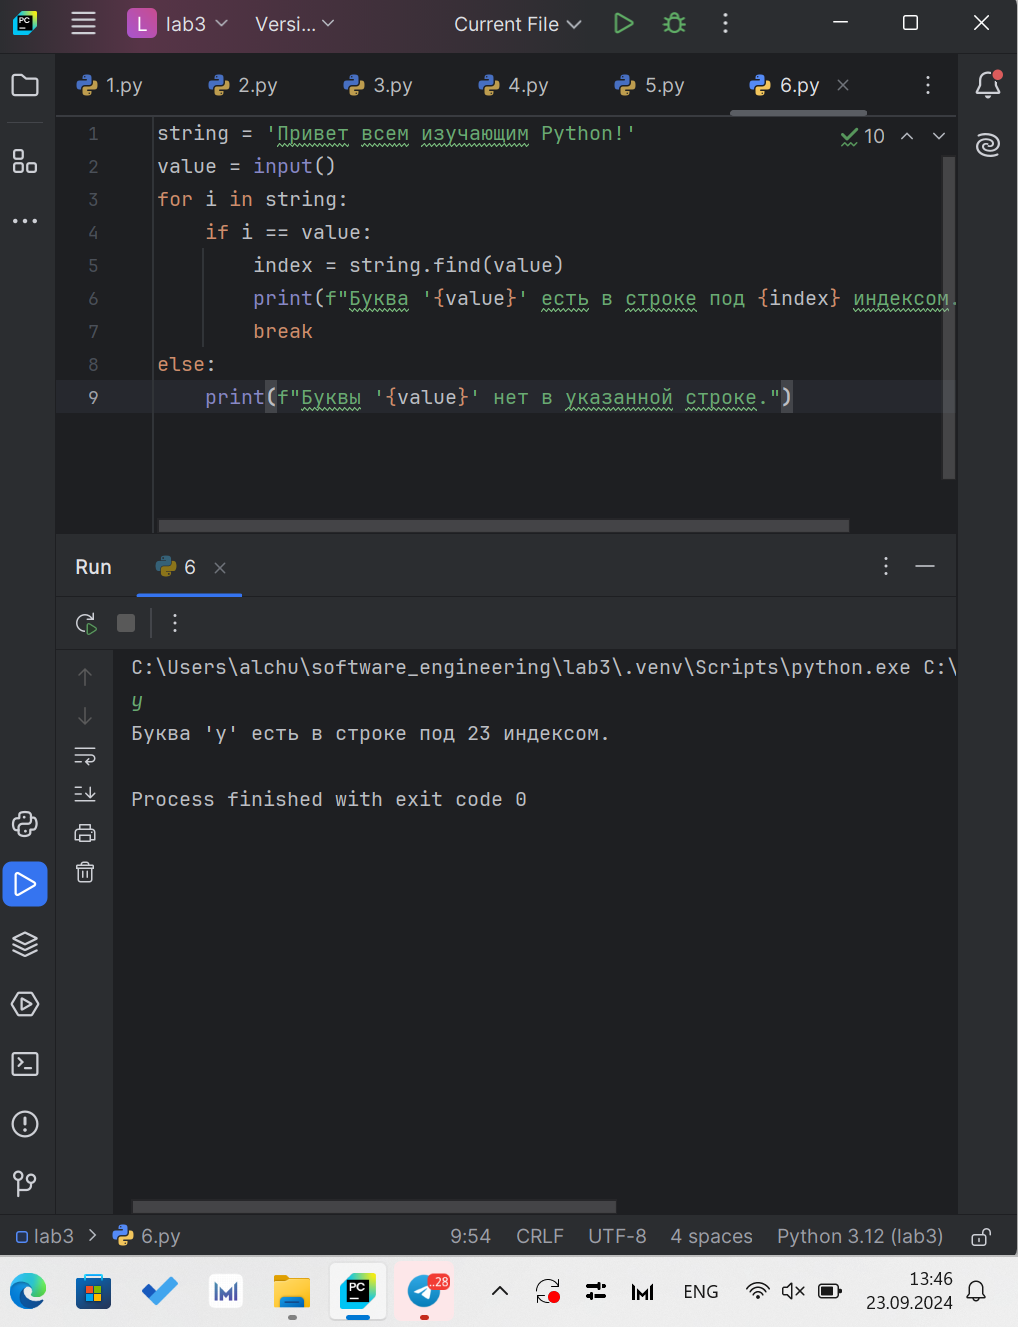 PC L lab3 Versi... Current File
1.py 2.py 3.py 4.py 5.py 6.py
1 string = 'Привет всем изучающим Python!' 10
2 value = input()
3 for i in string:
4 if i == value:
5 index = string.find(value)
6 print(f"Буква '{value}' есть в строке под {index} индексом.
7 break
8 else:
9 print(f"Буквы '{value}' нет в указанной строке.")
Run 6
C:\Users\alchu\software_engineering\lab3\.venv\Scripts\python.exe C:\
y
Буква 'y' есть в строке под 23 индексом.
Process finished with exit code 0
lab3 > 6.py 9:54 CRLF UTF-8 4 spaces Python 3.12 (lab3)
PC ..28 ENG 13:46
23.09.2024